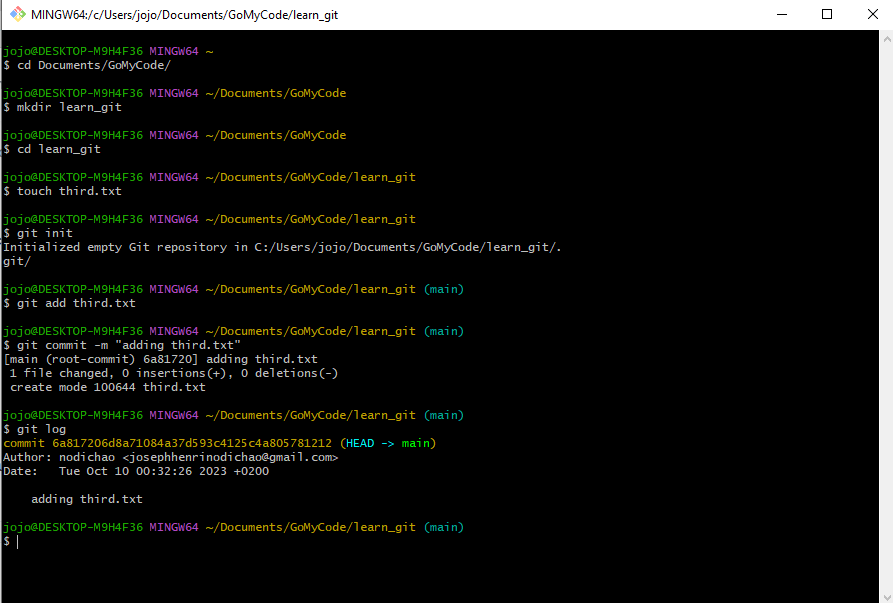 MINGW64:/c/Users/jojo/Documents/GoMyCode/learn_git
jojo@DESKTOP-M9H4F36 MINGW64 ~
$ cd Documents/GoMyCode/
jojo@DESKTOP-M9H4F36 MINGW64 ~/Documents/GoMyCode
$ mkdir learn_git
jojo@DESKTOP-M9H4F36 MINGW64 ~/Documents/GoMyCode
$ cd learn_git
jojo@DESKTOP-M9H4F36 MINGW64 ~/Documents/GoMyCode/learn_git
$ touch third.txt
jojo@DESKTOP-M9H4F36 MINGW64 ~/Documents/GoMyCode/learn_git
$ git init
Initialized empty Git repository in C:/Users/jojo/Documents/GoMyCode/learn_git/.
git/
jojo@DESKTOP-M9H4F36 MINGW64 ~/Documents/GoMyCode/learn_git (main)
$ git add third.txt
jojo@DESKTOP-M9H4F36 MINGW64 ~/Documents/GoMyCode/learn_git (main)
$ git commit -m "adding third.txt"
[main (root-commit) 6a81720] adding third.txt
 1 file changed, 0 insertions(+), 0 deletions(-)
 create mode 100644 third.txt
jojo@DESKTOP-M9H4F36 MINGW64 ~/Documents/GoMyCode/learn_git (main)
$ git log
commit 6a817206d8a71084a37d593c4125c4a805781212 (HEAD -> main)
Author: nodichao <josephhenrinodichao@gmail.com>
Date:   Tue Oct 10 00:32:26 2023 +0200
    adding third.txt
jojo@DESKTOP-M9H4F36 MINGW64 ~/Documents/GoMyCode/learn_git (main)
$